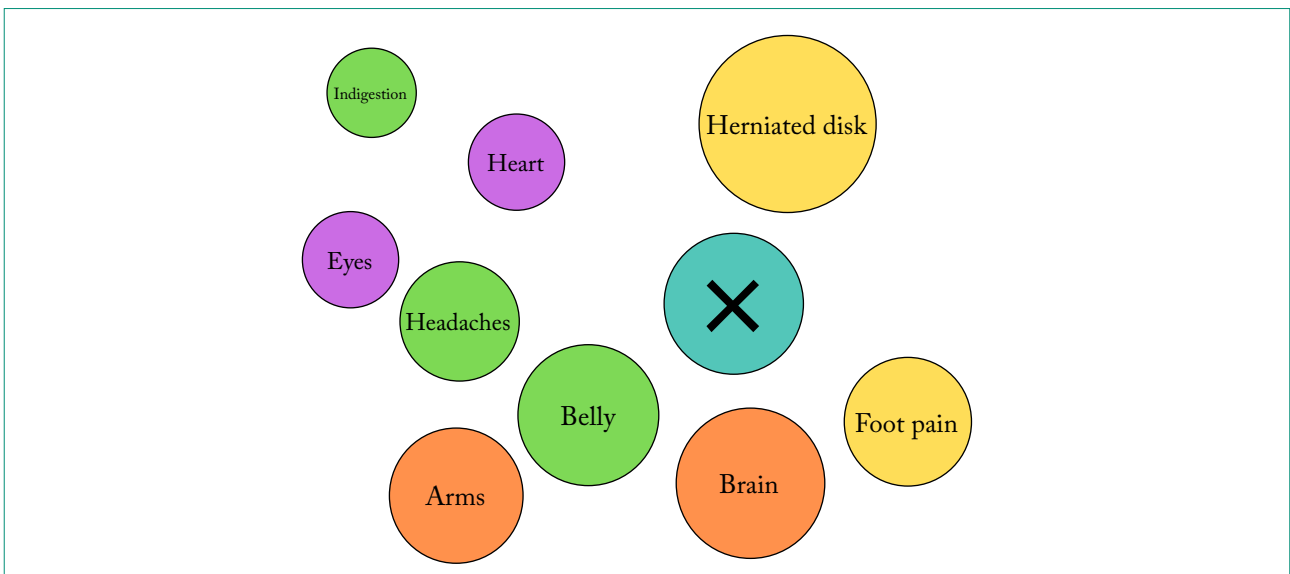 Indigestion
Herniated disk
Heart
Eyes
Headaches
Belly
Foot pain
Arms
Brain